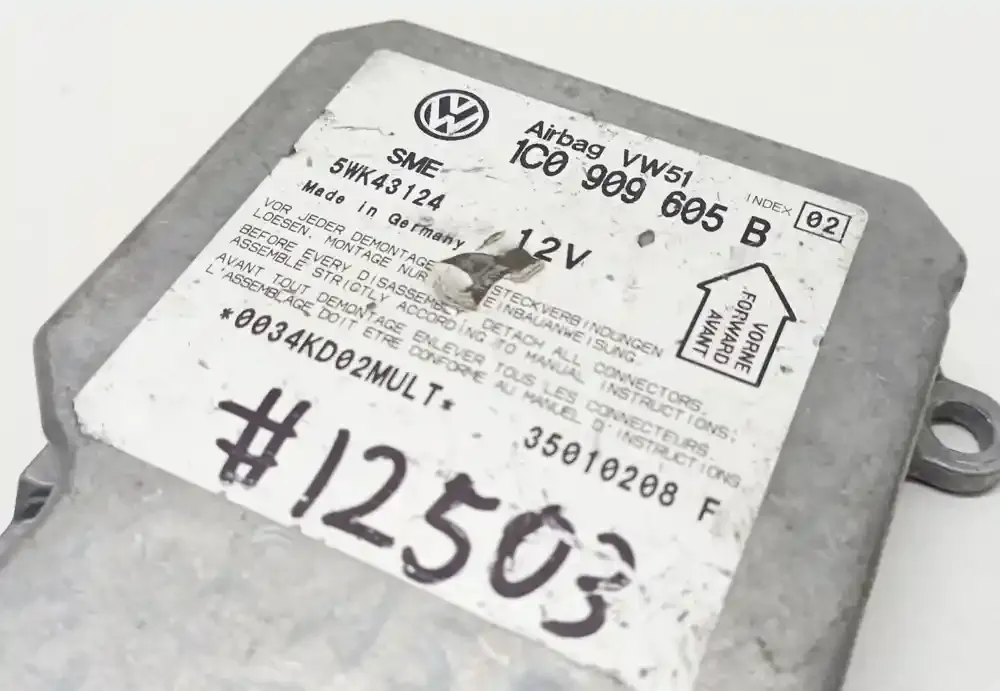 VW
Airbag VW51
1C0 909 605 B
INDEX 02
SME
5WK43124
Made in Germany
12V
VOR JEDER DEMONTAGE STECKVERBINDUNGEN
LOESEN, MONTAGE NUR EINBAUANWEISUNG
BEFORE EVERY DISASSEMBLY DETACH ALL CONNECTORS,
ASSEMBLE STRICTLY ACCORDING TO MANUAL INSTRUCTIONS;
AVANT TOUT DEMONTAGE ENLEVER TOUS LES CONNECTEURS
L'ASSEMBLAGE DOIT ETRE CONFORME AU MANUEL D'INSTRUCTIONS
VORNE
FORWARD
AVANT
*0034KD02MULT*
35010208 F
#12503